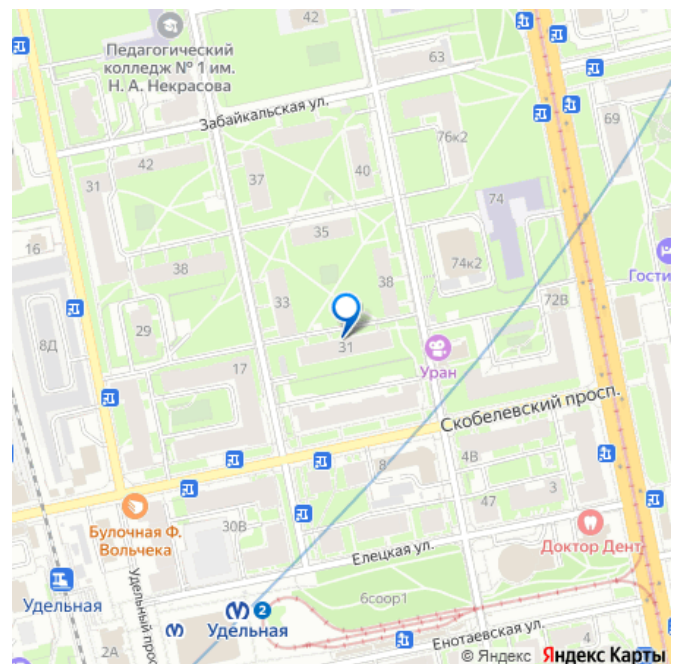 42
Педагогический
колледж № 1 им.
Н. А. Некрасова
63
Забайкальская ул.
76к2
69
42
31
37
40
74
16
35
38
74к2
38
Гости
33
72В
29
8Д
31
Уран
17
Скобелевский просп.
8
4В
47
3
30В
Булочная Ф.
Вольчека
Доктор Дент
Елецкая ул.
Удельная
Удельный прос
6соор1
2
Удельная
2А
Енотаевская ул.
4
© Яндекс Яндекс Карты